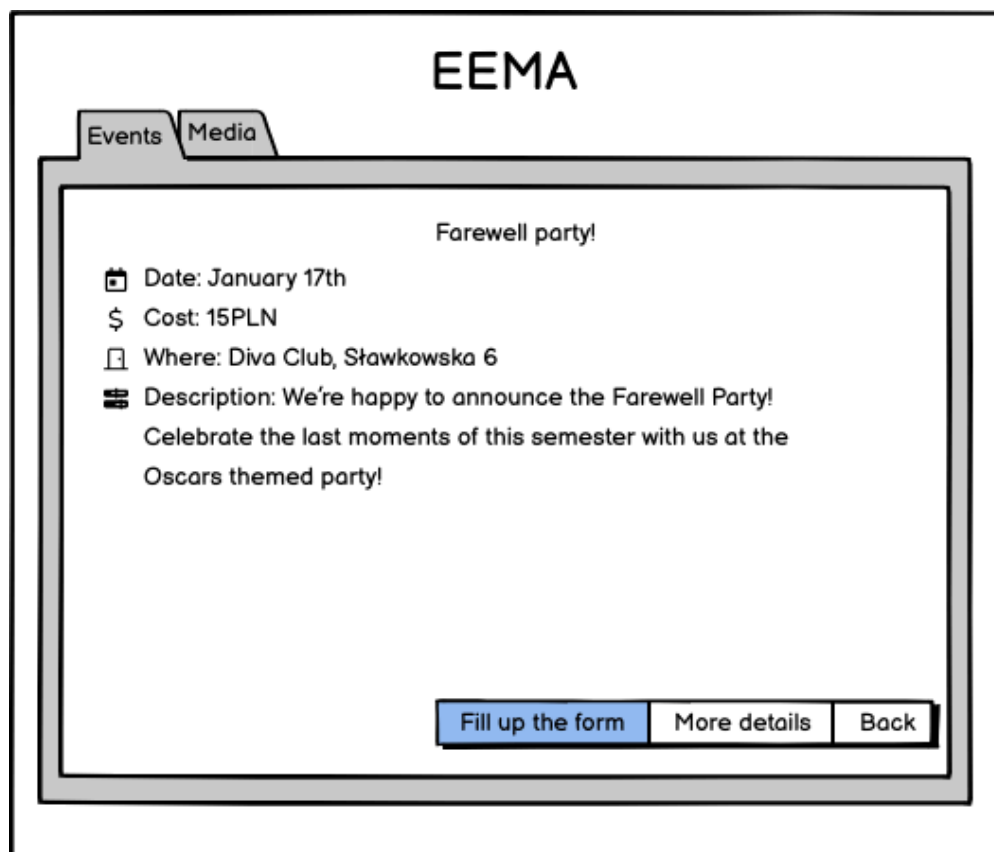 EEMA
Events
Media
Farewell party!
Date: January 17th
Cost: 15PLN
Where: Diva Club, Sławkowska 6
Description: We're happy to announce the Farewell Party!
Celebrate the last moments of this semester with us at the
Oscars themed party!
Fill up the form
More details
Back